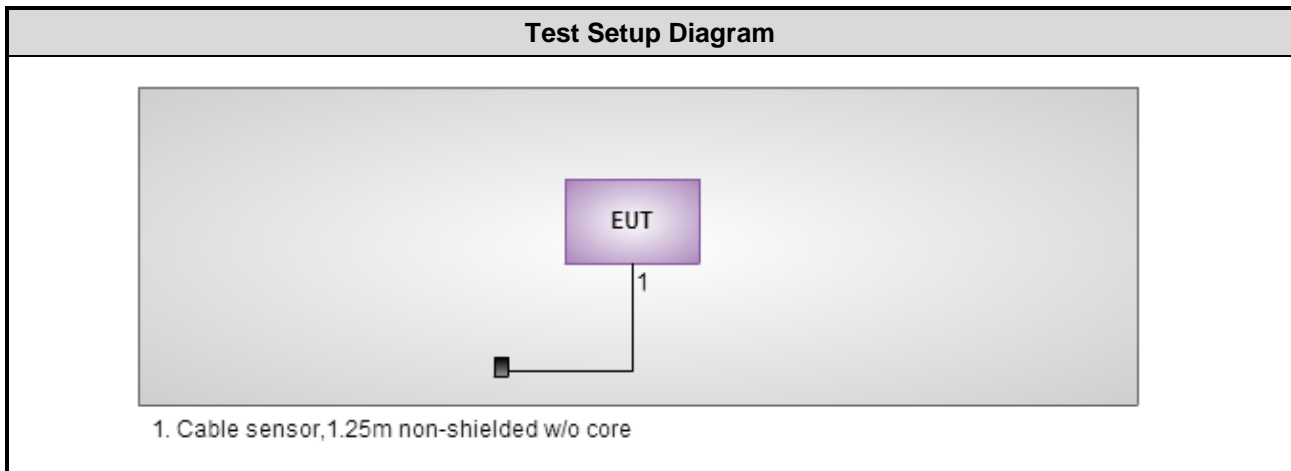 Test Setup Diagram
EUT
1
1. Cable sensor,1.25m non-shielded w/o core